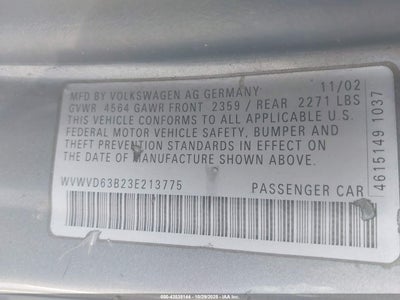 MFD BY VOLKSWAGEN AG GERMANY 11/02
GVWR 4564 GAWR FRONT 2359 / REAR 2271 LBS
THIS VEHICLE CONFORMS TO ALL APPLICABLE U.S.
FEDERAL MOTOR VEHICLE SAFETY, BUMPER AND
THEFT PREVENTION STANDARDS IN EFFECT ON
THE DATE OF MANUFACTURE SHOWN ABOVE.
WVWVD63B23E213775 PASSENGER CAR
4615149 1037